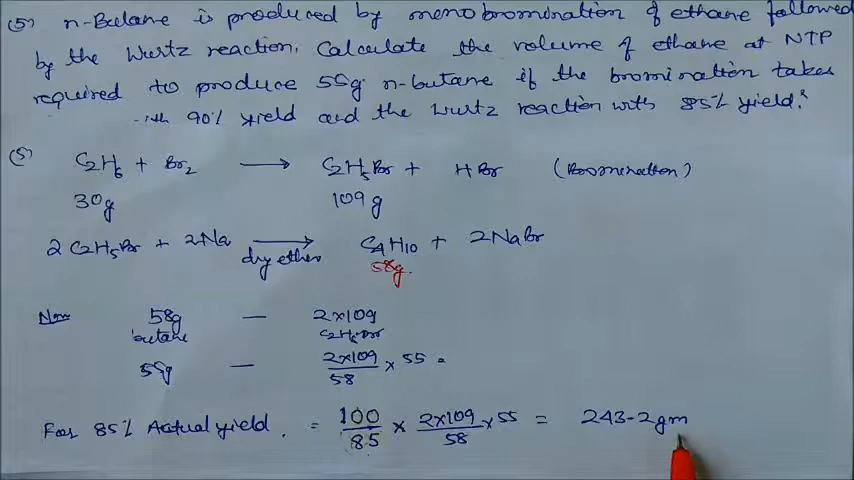 (5) n-Butane is produced by monobromination of ethane followed
by the Wurtz reaction. Calculate the volume of ethane at NTP
required to produce 55g n-butane if the bromination takes
with 90% yield and the Wurtz reaction with 85% yield?
(5) C2H6 + Br2 ⟶ C2H5Br + HBr (Bromination)
30g 109g
2C2H5Br + 2Na ⟶ C4H10 + 2NaBr
dry ether 58g.
Now 58g — 2×109
butane C2H5Br
55g — 2×109/58 × 55 =
For 85% Actual yield. = 100/85 × 2×109/58 × 55 = 243-2gm